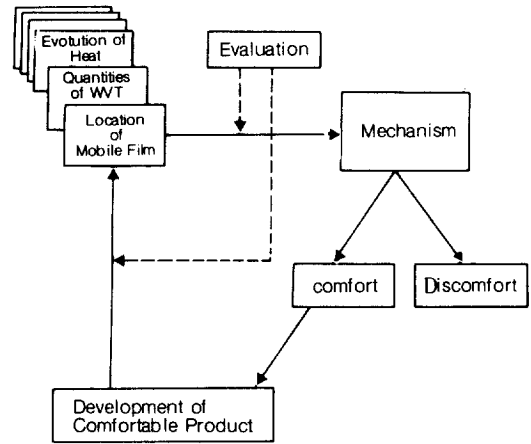 Evotution of
Heat
Quantities
of WVT
Location
of
Mobile Film
Evaluation
Mechanism
comfort
Discomfort
Development of
Comfortable Product